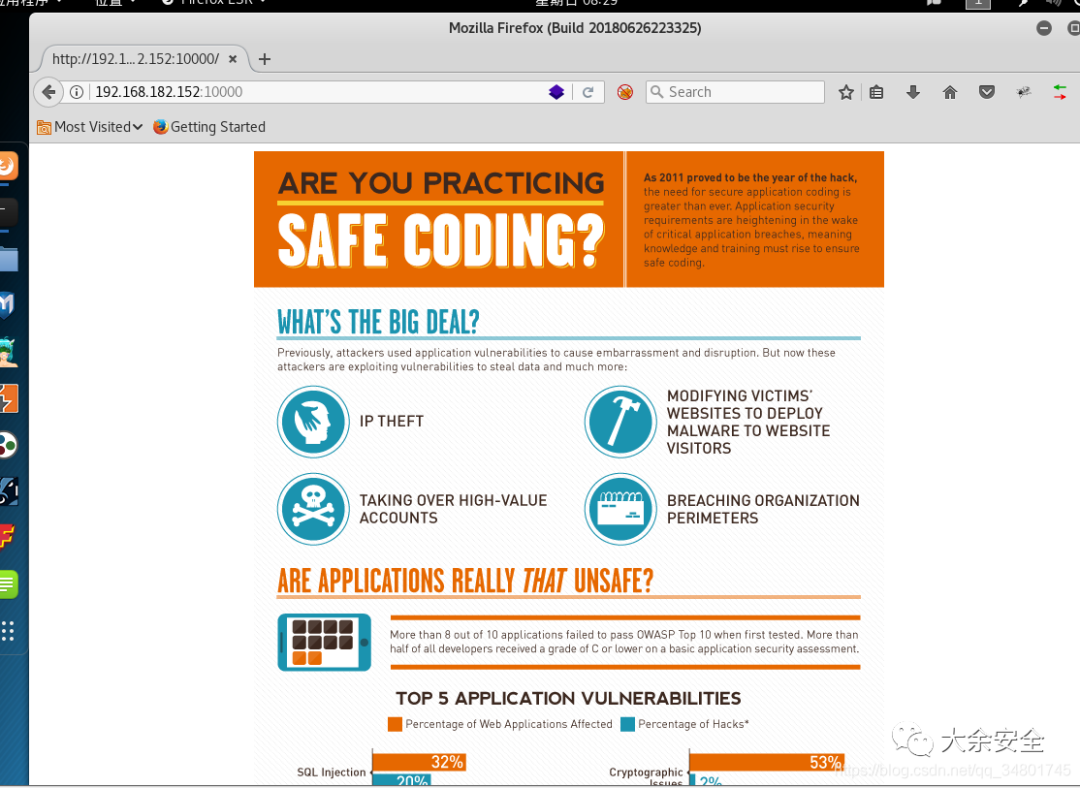 应用程序
位置
Firefox ESR
星期日 08:29
1
Mozilla Firefox (Build 20180626223325)
http://192.1...2.152:10000/
192.168.182.152:10000
Search
Most Visited
Getting Started
ARE YOU PRACTICING
SAFE CODING?
As 2011 proved to be the year of the hack,
the need for secure application coding is
greater than ever. Application security
requirements are heightening in the wake
of critical application breaches, meaning
knowledge and training must rise to ensure
safe coding.
WHAT'S THE BIG DEAL?
Previously, attackers used application vulnerabilities to cause embarrassment and disruption. But now these
attackers are exploiting vulnerabilities to steal data and much more:
IP THEFT
MODIFYING VICTIMS'
WEBSITES TO DEPLOY
MALWARE TO WEBSITE
VISITORS
TAKING OVER HIGH-VALUE
ACCOUNTS
BREACHING ORGANIZATION
PERIMETERS
ARE APPLICATIONS REALLY THAT UNSAFE?
More than 8 out of 10 applications failed to pass OWASP Top 10 when first tested. More than
half of all developers received a grade of C or lower on a basic application security assessment.
TOP 5 APPLICATION VULNERABILITIES
Percentage of Web Applications Affected
Percentage of Hacks*
SQL Injection
32%
20%
Cryptographic
Issues
53%
2%
大余安全
https://blog.csdn.net/qq_34801745